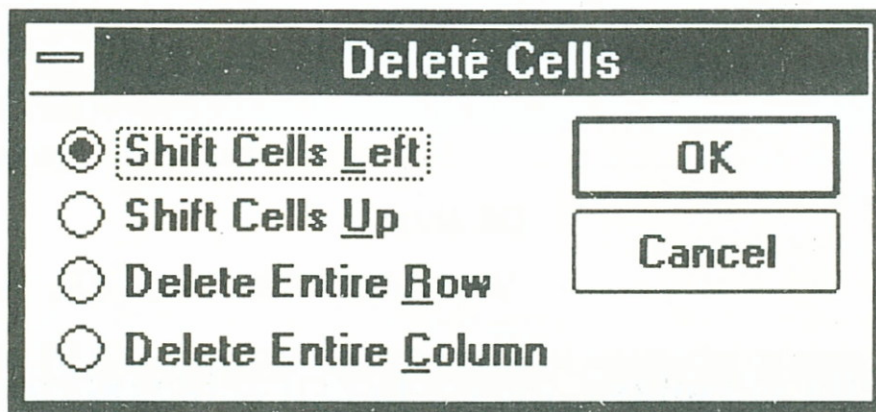 Delete Cells
Shift Cells Left
Shift Cells Up
Delete Entire Row
Delete Entire Column
OK
Cancel